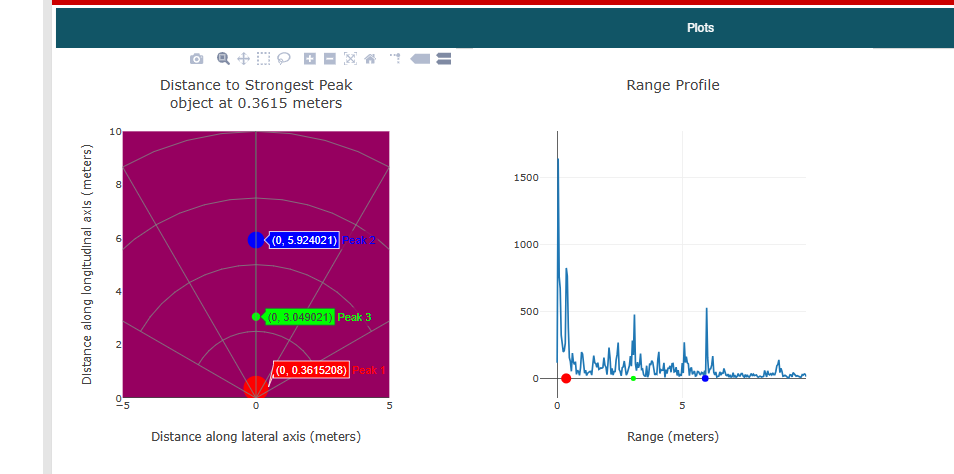 Plots
Distance to Strongest Peak
object at 0.3615 meters
Range Profile
Distance along longitudinal axis (meters)
10
8
6
4
2
0
(0, 5.924021) Peak 2
(0, 3.049021) Peak 3
(0, 0.3615208) Peak 1
−5
0
5
Distance along lateral axis (meters)
1500
1000
500
0
0
5
Range (meters)